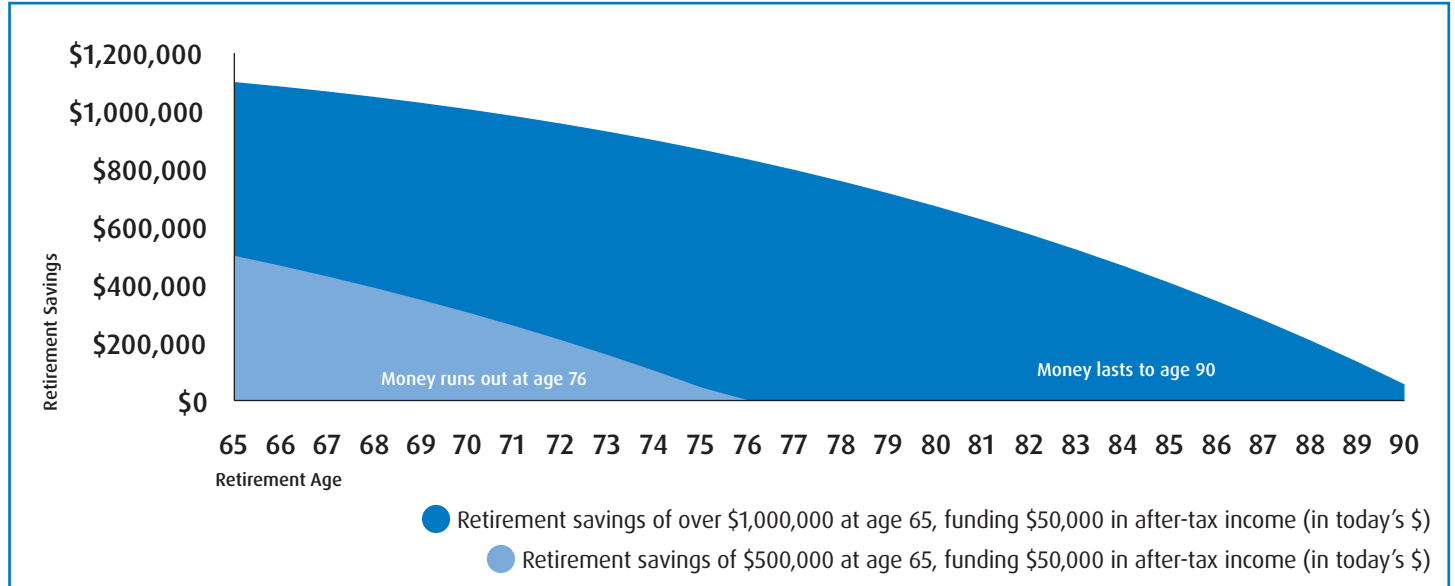 $1,200,000
$1,000,000
$800,000
$600,000
$400,000
$200,000
$0
Retirement Savings
Money runs out at age 76
Money lasts to age 90
65 66 67 68 69 70 71 72 73 74 75 76 77 78 79 80 81 82 83 84 85 86 87 88 89 90
Retirement Age
Retirement savings of over $1,000,000 at age 65, funding $50,000 in after-tax income (in today’s $)
Retirement savings of $500,000 at age 65, funding $50,000 in after-tax income (in today’s $)